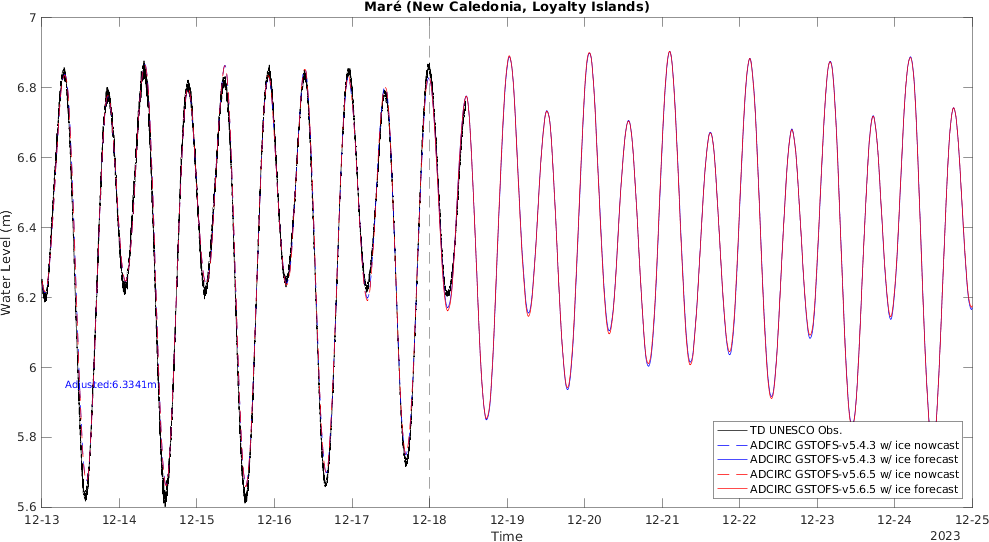 Maré (New Caledonia, Loyalty Islands)
7
6.8
6.6
6.4
6.2
6
5.8
5.6
Water Level (m)
Adjusted:6.3341m
TD UNESCO Obs.
ADCIRC GSTOFS-v5.4.3 w/ ice nowcast
ADCIRC GSTOFS-v5.4.3 w/ ice forecast
ADCIRC GSTOFS-v5.6.5 w/ ice nowcast
ADCIRC GSTOFS-v5.6.5 w/ ice forecast
12-13 12-14 12-15 12-16 12-17 12-18 12-19 12-20 12-21 12-22 12-23 12-24 12-25
Time
2023